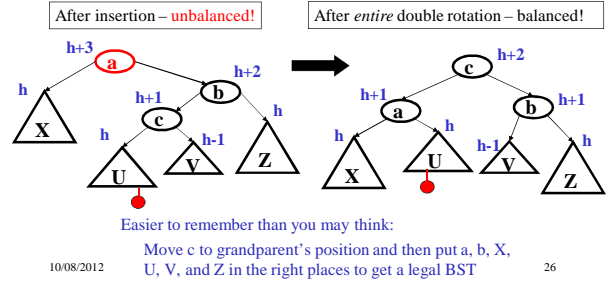 After insertion – unbalanced!
After entire double rotation – balanced!
h+3
a
h+2
b
h
h+1
c
X
h
h-1
h
U
V
Z
h+2
c
h+1
a
b
h+1
h
h
h-1
h
X
U
V
Z
Easier to remember than you may think:
Move c to grandparent's position and then put a, b, X,
U, V, and Z in the right places to get a legal BST
10/08/2012
26